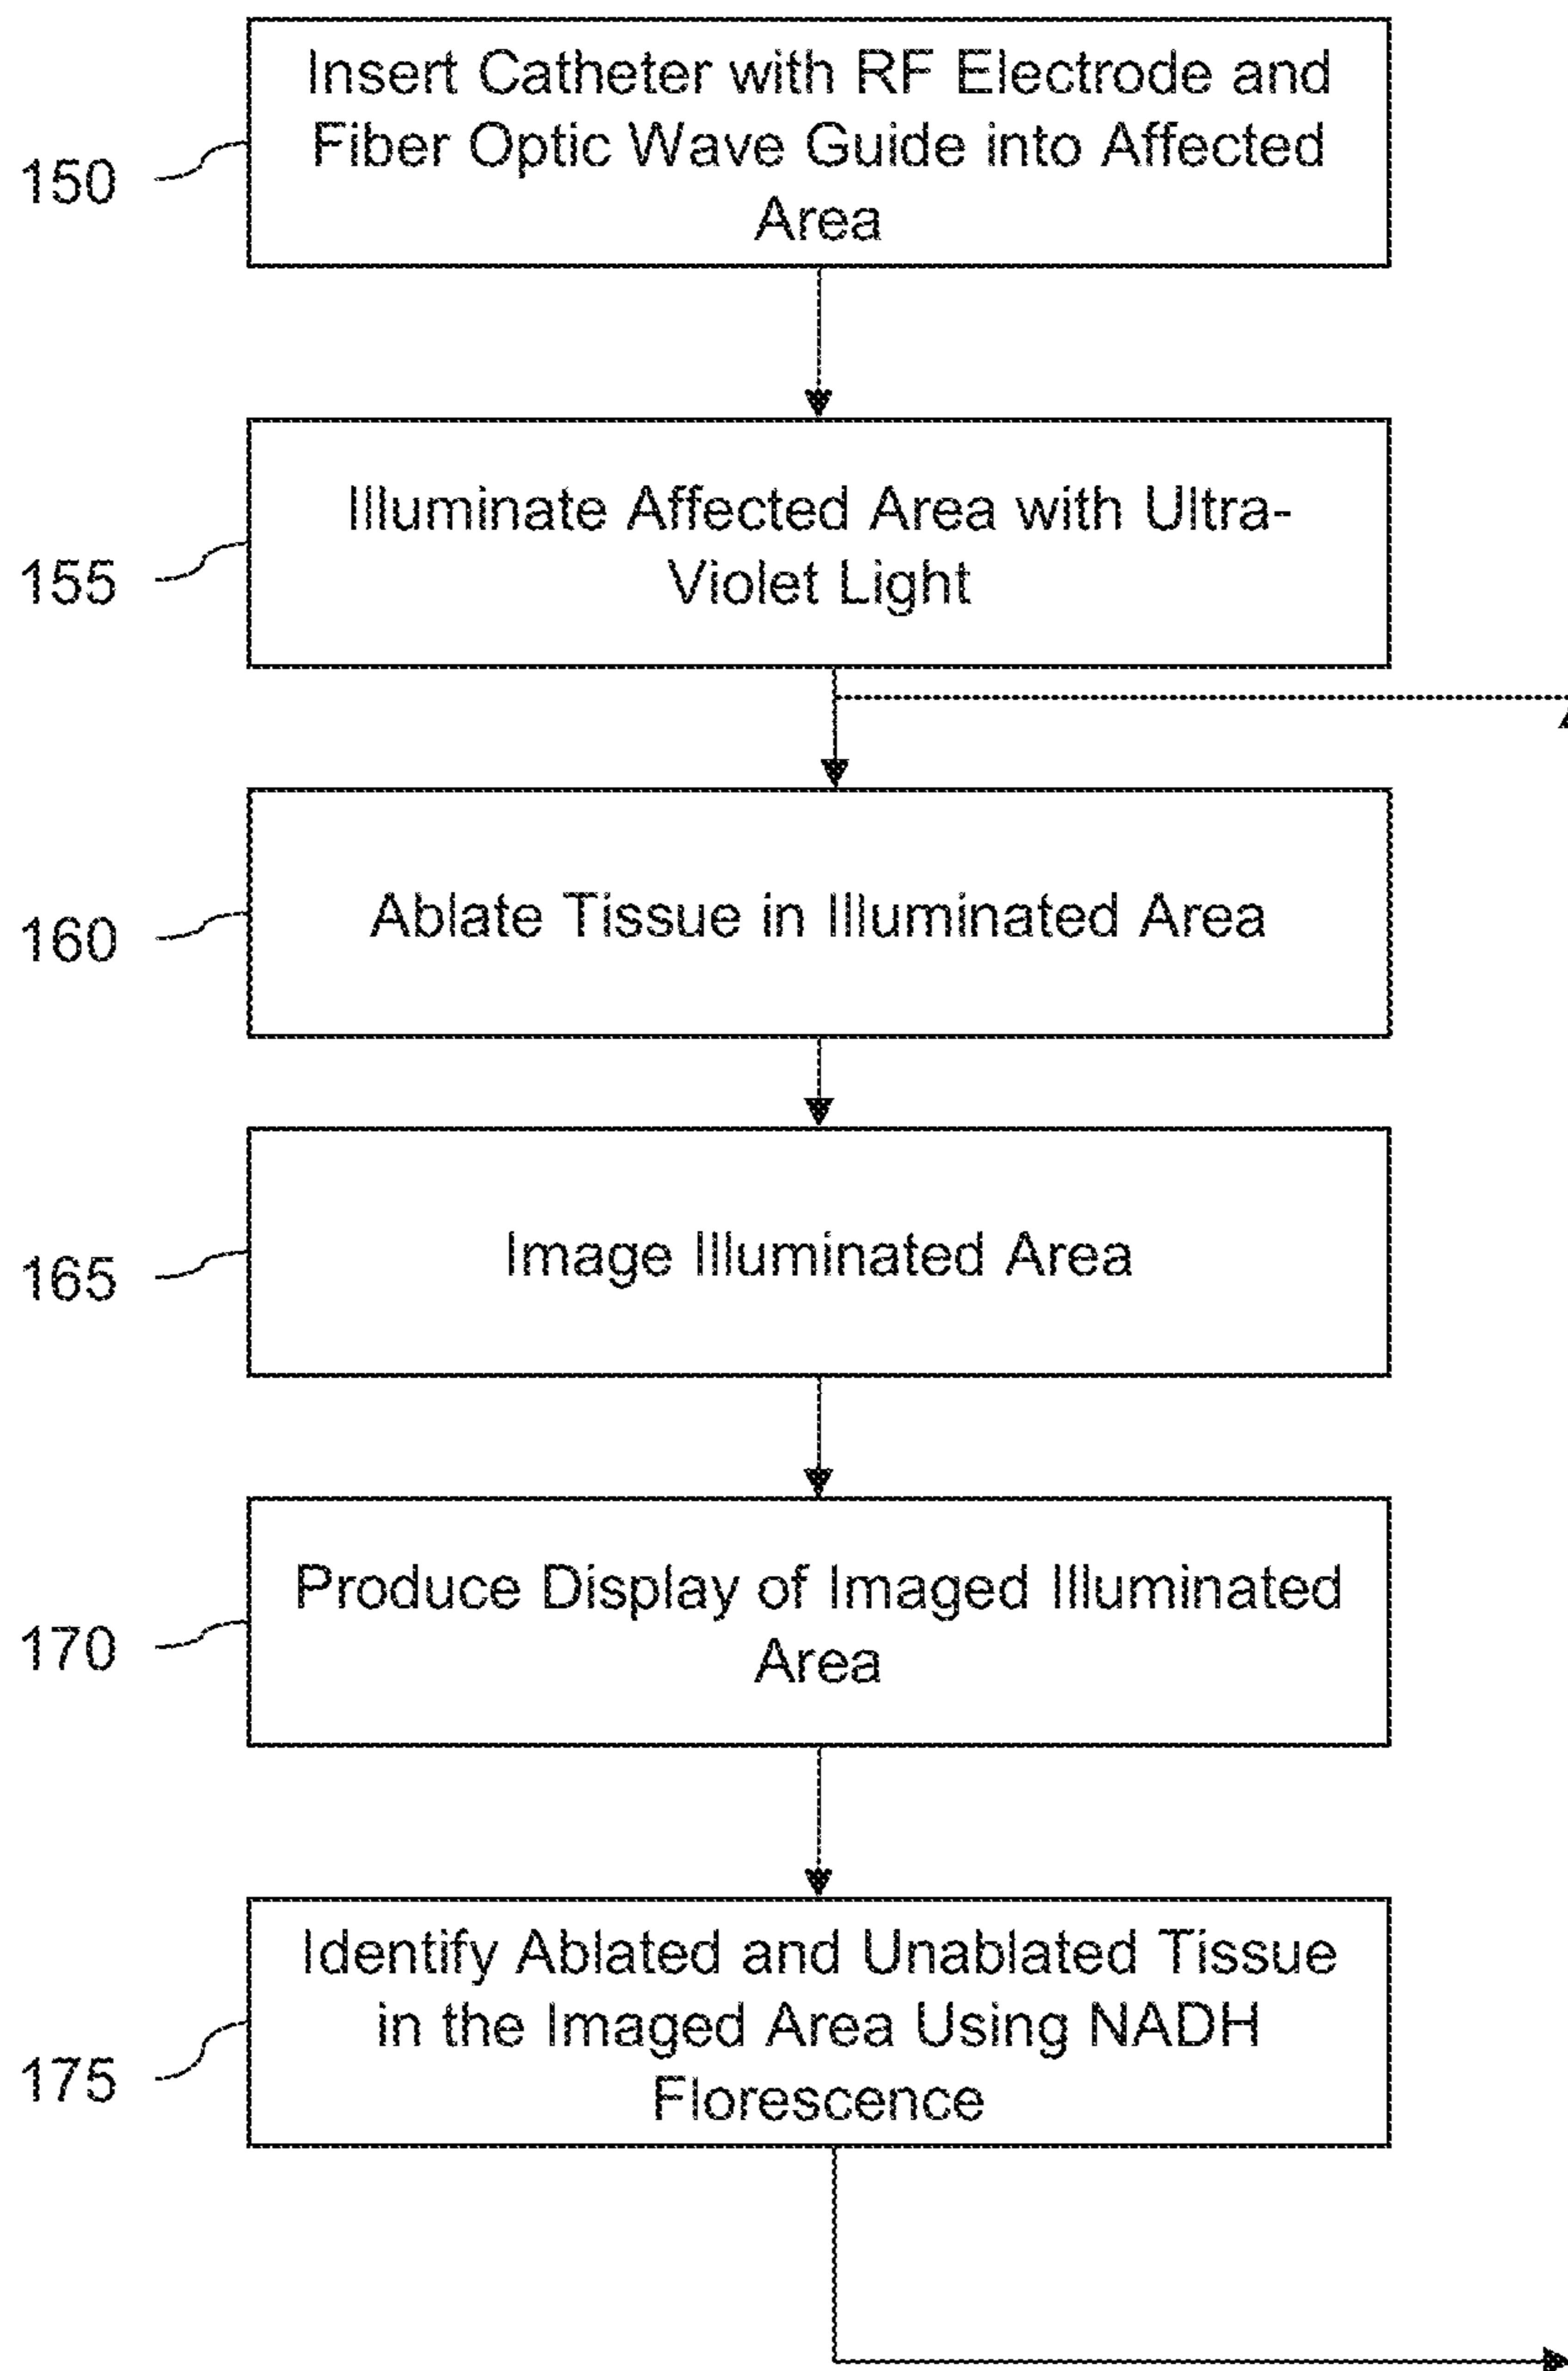 Insert Catheter with RF Electrode and
Fiber Optic Wave Guide into Affected
Area
150
Illuminate Affected Area with Ultra-
Violet Light
155
Ablate Tissue in Illuminated Area
160
Image Illuminated Area
165
Produce Display of Imaged Illuminated
Area
170
Identify Ablated and Unablated Tissue
in the Imaged Area Using NADH
Florescence
175